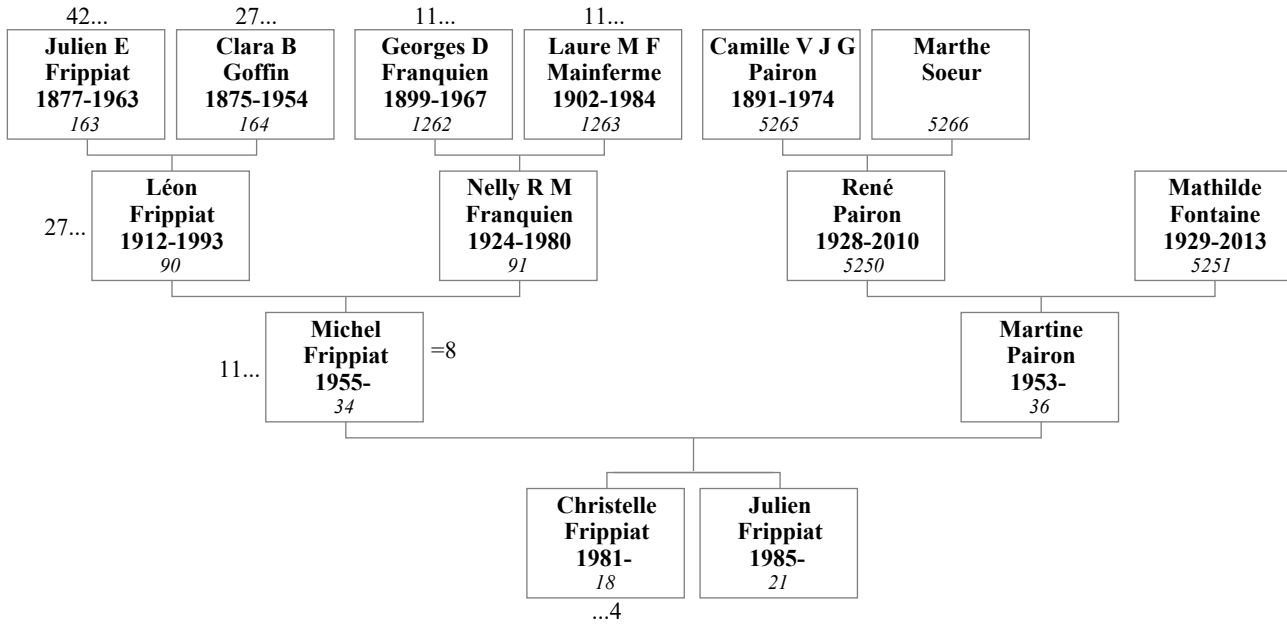 42...
27...
11...
11...
Julien E
Frippiat
1877-1963
163
Clara B
Goffin
1875-1954
164
Georges D
Franquien
1899-1967
1262
Laure M F
Mainferme
1902-1984
1263
Camille V J G
Pairon
1891-1974
5265
Marthe
Soeur
5266
27...
Léon
Frippiat
1912-1993
90
Nelly R M
Franquien
1924-1980
91
René
Pairon
1928-2010
5250
Mathilde
Fontaine
1929-2013
5251
11...
Michel
Frippiat
1955-
34
=8
Martine
Pairon
1953-
36
Christelle
Frippiat
1981-
18
...4
Julien
Frippiat
1985-
21